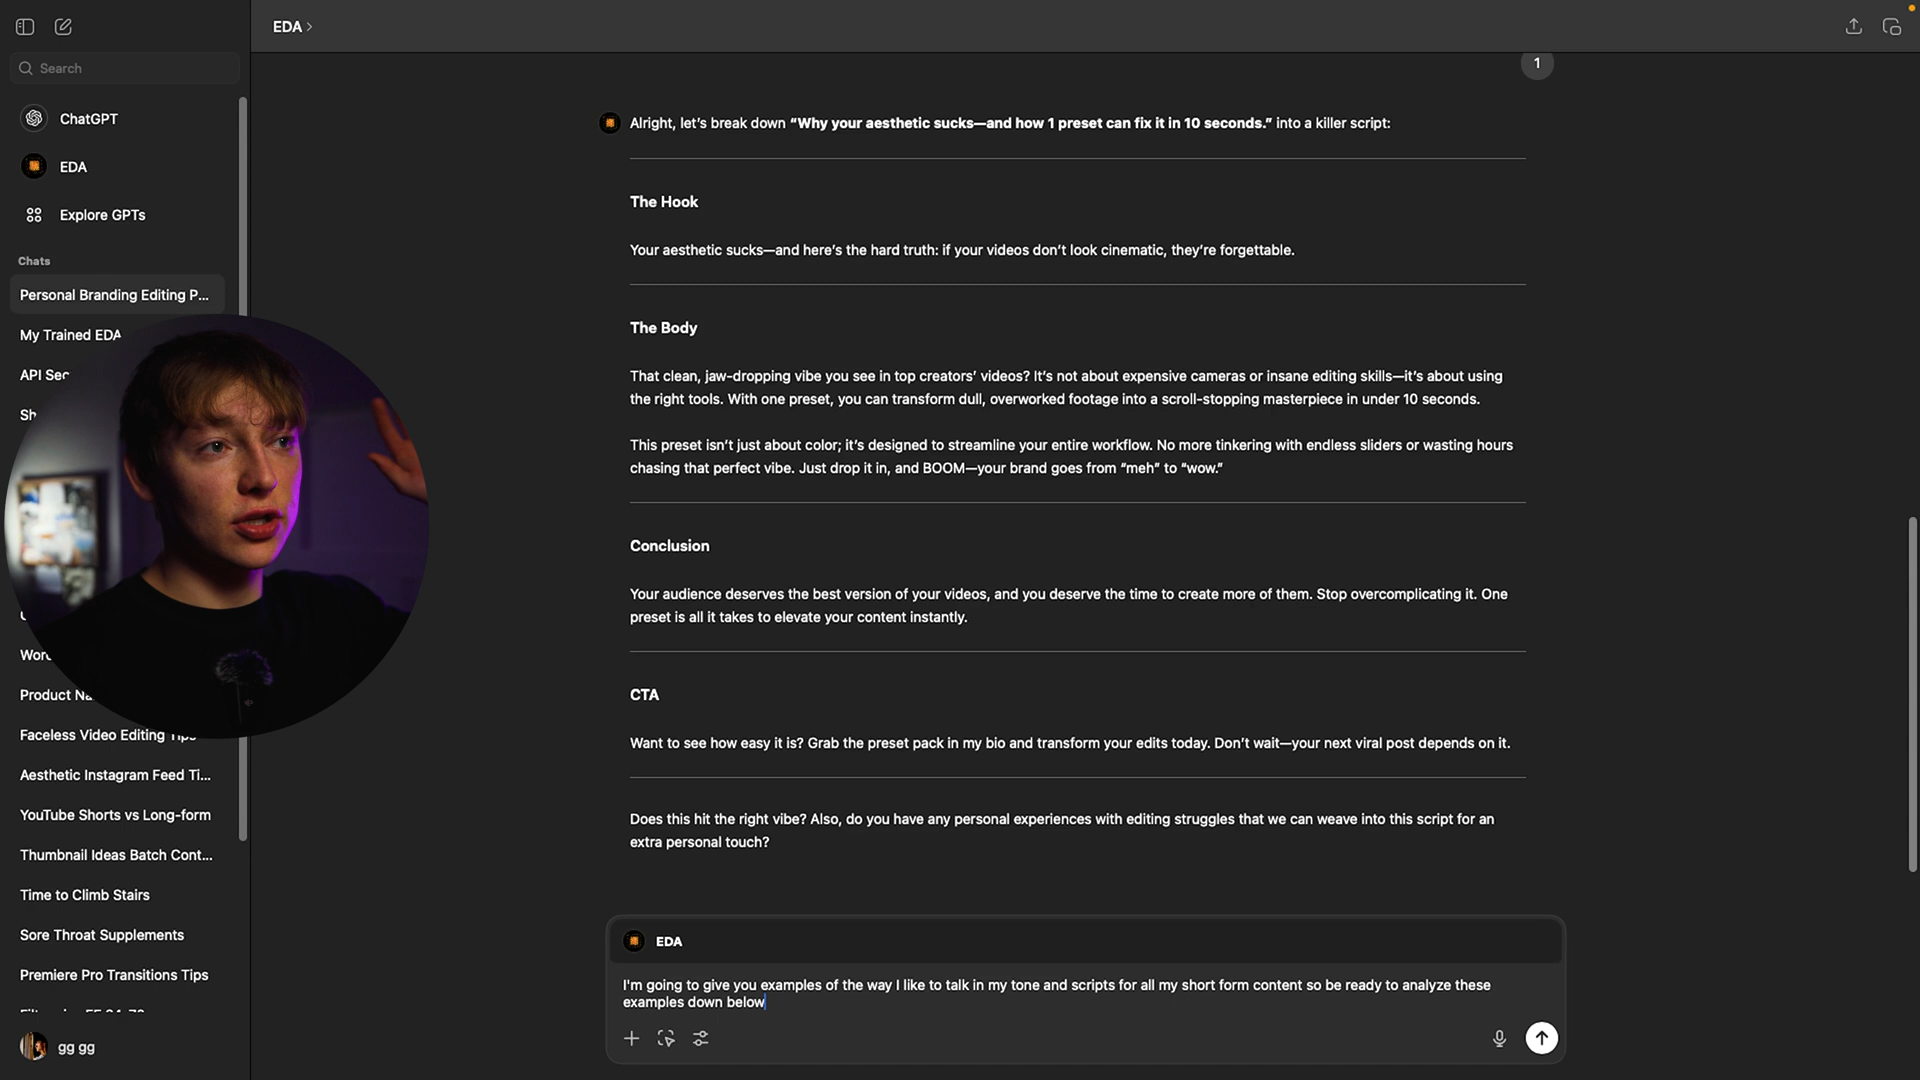 EDA >
Search
1
ChatGPT
EDA
Explore GPTs
Chats
Personal Branding Editing P...
My Trained EDA
API Sec
Sh
Word
Product Na
Faceless Video Editing Tips
Aesthetic Instagram Feed Ti...
YouTube Shorts vs Long-form
Thumbnail Ideas Batch Cont...
Time to Climb Stairs
Sore Throat Supplements
Premiere Pro Transitions Tips
gg gg
Alright, let's break down “Why your aesthetic sucks—and how 1 preset can fix it in 10 seconds.” into a killer script:
The Hook
Your aesthetic sucks—and here's the hard truth: if your videos don't look cinematic, they're forgettable.
The Body
That clean, jaw-dropping vibe you see in top creators' videos? It's not about expensive cameras or insane editing skills—it's about using
the right tools. With one preset, you can transform dull, overworked footage into a scroll-stopping masterpiece in under 10 seconds.
This preset isn't just about color; it's designed to streamline your entire workflow. No more tinkering with endless sliders or wasting hours
chasing that perfect vibe. Just drop it in, and BOOM—your brand goes from “meh” to “wow.”
Conclusion
Your audience deserves the best version of your videos, and you deserve the time to create more of them. Stop overcomplicating it. One
preset is all it takes to elevate your content instantly.
CTA
Want to see how easy it is? Grab the preset pack in my bio and transform your edits today. Don't wait—your next viral post depends on it.
Does this hit the right vibe? Also, do you have any personal experiences with editing struggles that we can weave into this script for an
extra personal touch?
EDA
I'm going to give you examples of the way I like to talk in my tone and scripts for all my short form content so be ready to analyze these
examples down below